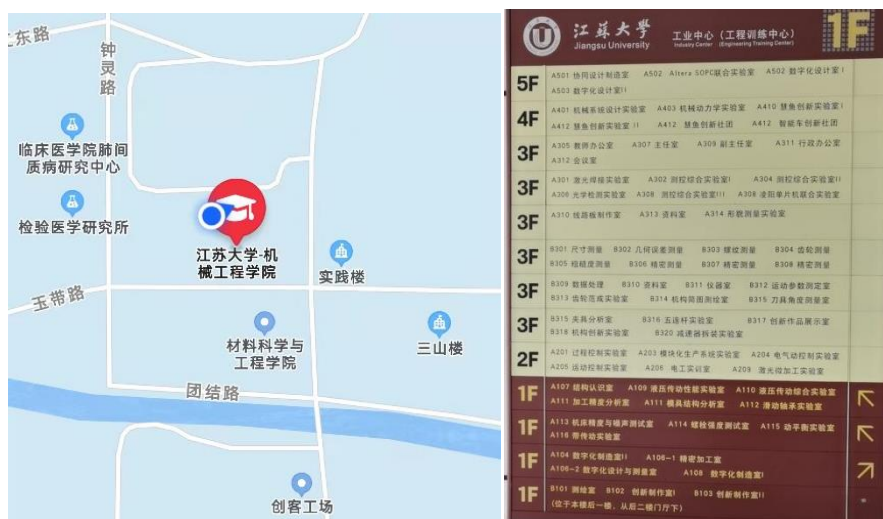 东路
钟灵路
临床医学院肺间
质病研究中心
检验医学研究所
江苏大学-机
械工程学院
实践楼
玉带路
材料科学与
工程学院
三山楼
团结路
创客工场
江苏大学
Jiangsu University
工业中心（工程训练中心）
Industry Center (Engineering Training Center)
1F
5F
A501 协同设计制造室 A502 Altera SOPC联合实验室 A502 数字化设计室I
A503 数字化设计室II
4F
A401 机械系统设计实验室 A403 机械动力学实验室 A410 慧鱼创新实验室I
A412 慧鱼创新实验室II A412 慧鱼创新社团 A412 智能车创新社团
3F
A305 教师办公室 A307 主任室 A309 副主任室 A311 行政办公室
A312 会议室
3F
A301 激光焊接实验室 A302 测控综合实验室I A304 测控综合实验室II
A306 光学检测实验室 A308 测控综合实验室III A308 凌阳单片机联合实验室
3F
A310 线路板制作室 A313 资料室 A314 形貌测量实验室
3F
B301 尺寸测量 B302 几何误差测量 B303 螺纹测量 B304 齿轮测量
B305 粗糙度测量 B306 精密测量 B307 精密测量 B308 精密测量
3F
B309 数据处理 B310 资料室 B311 仪器室 B312 运动参数测定室
B313 齿轮范成实验室 B314 机构简图测绘室 B315 刀具角度测量室
3F
B315 夹具分析室 B316 五连杆实验室 B317 创新作品展示室
B318 机构创新实验室 B320 减速器拆装实验室
2F
A201 过程控制实验室 A203 模块化生产系统实验室 A204 电气动控制实验室
A205 运动控制实验室 A206 电工实训室 A209 激光微加工实验室
1F
A107 结构认识室 A109 液压传动性能实验室 A110 液压传动综合实验室
A111 加工精度分析室 A111 模具结构分析室 A112 滑动轴承实验室
1F
A113 机床精度与噪声测试室 A114 螺栓强度测试室 A115 动平衡实验室
A116 带传动实验室
1F
A104 数字化制造室II A106-1 精密加工室
A106-2 数字化设计与测量室 A108 数字化制造室I
1F
B101 测绘室 B102 创新制作室I B103 创新制作室II
(位于本楼后一楼，从后二楼门厅下)